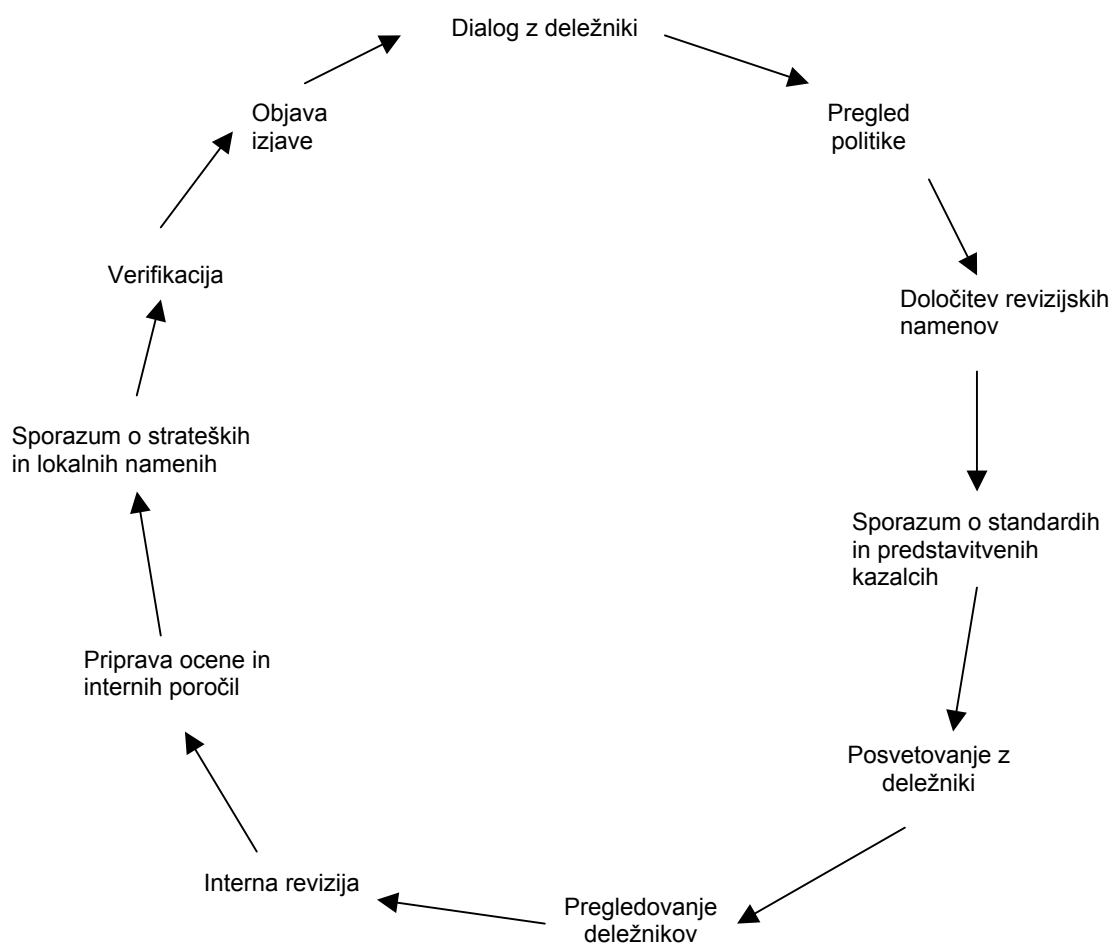 Dialog z deležniki
Pregled
politike
Določitev revizijskih
namenov
Sporazum o standardih
in predstavitvenih
kazalcih
Posvetovanje z
deležniki
Pregledovanje
deležnikov
Interna revizija
Priprava ocene in
internih poročil
Sporazum o strateških
in lokalnih namenih
Verifikacija
Objava
izjave